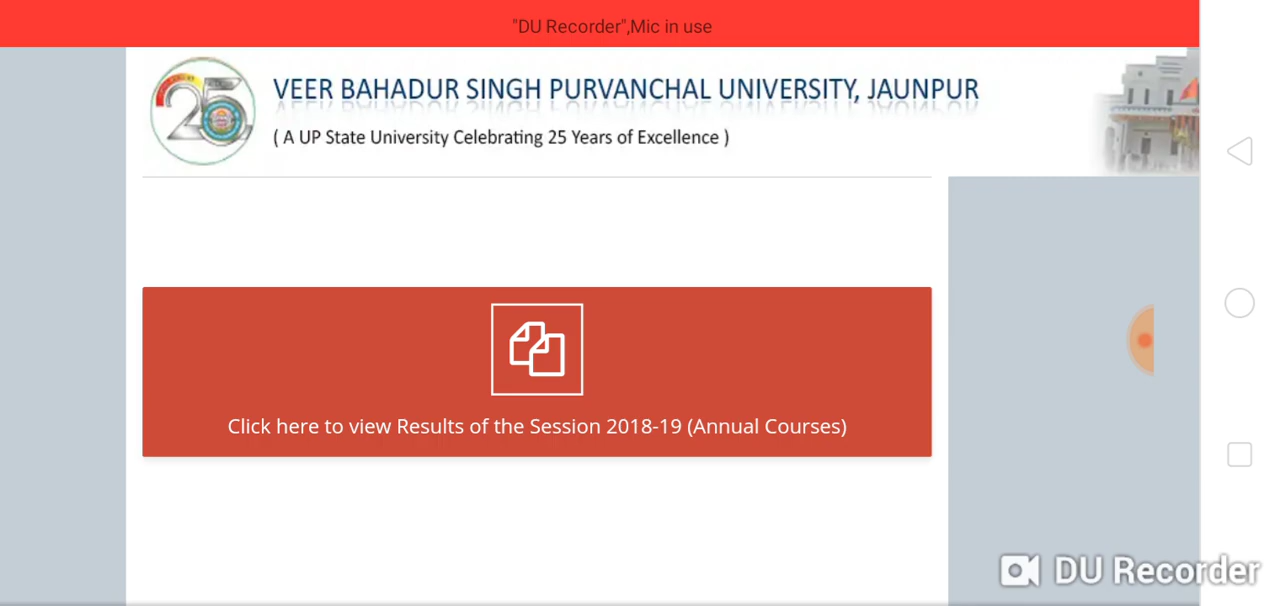 "DU Recorder",Mic in use
25
VEER BAHADUR SINGH PURVANCHAL UNIVERSITY, JAUNPUR
( A UP State University Celebrating 25 Years of Excellence )
Click here to view Results of the Session 2018-19 (Annual Courses)
DU Recorder